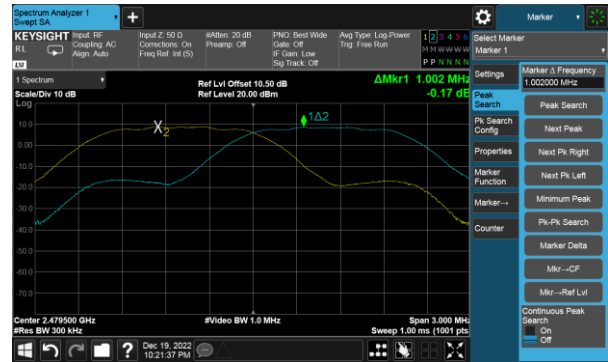 Spectrum Analyzer 1
Swept SA
Marker
KEYSIGHT
RL
LXI
Input: RF
Coupling: AC
Align: Auto
Input Z: 50 Ω
Corrections: On
Freq Ref: Int (S)
#Atten: 20 dB
Preamp: Off
PNO: Best Wide
Gate: Off
IF Gain: Low
Sig Track: Off
Avg Type: Log-Power
Trig: Free Run
1 2 3 4 5 6
M M W W W W
P P N N N N
Select Marker
Marker 1
1 Spectrum
Scale/Div 10 dB
Log
Ref Lvl Offset 10.50 dB
Ref Level 20.00 dBm
ΔMkr1 1.002 MHz
-0.17 dB
10.0
0.00
-10.0
-20.0
-30.0
-40.0
-50.0
-60.0
-70.0
X2
1Δ2
Center 2.479500 GHz
#Res BW 300 kHz
#Video BW 1.0 MHz
Span 3.000 MHz
Sweep 1.00 ms (1001 pts
Dec 19, 2022
10:21:37 PM
Settings
Peak
Search
Pk Search
Config
Properties
Marker
Function
Marker→
Counter
Marker Δ Frequency
1.002000 MHz
Peak Search
Next Peak
Next Pk Right
Next Pk Left
Minimum Peak
Pk-Pk Search
Marker Delta
Mkr→CF
Mkr→Ref Lvl
Continuous Peak
Search
On
Off